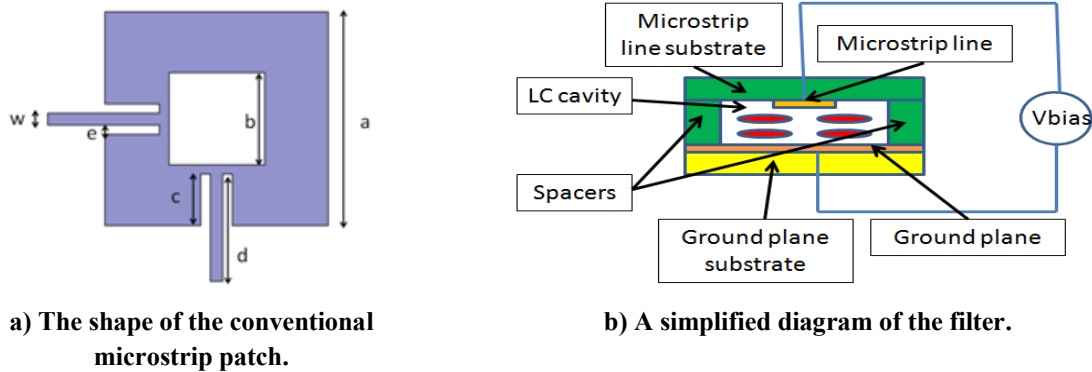 w
e
b
a
c
d
a) The shape of the conventional
microstrip patch.
Microstrip
line substrate
Microstrip line
LC cavity
Vbias
Spacers
Ground plane
substrate
Ground plane
b) A simplified diagram of the filter.